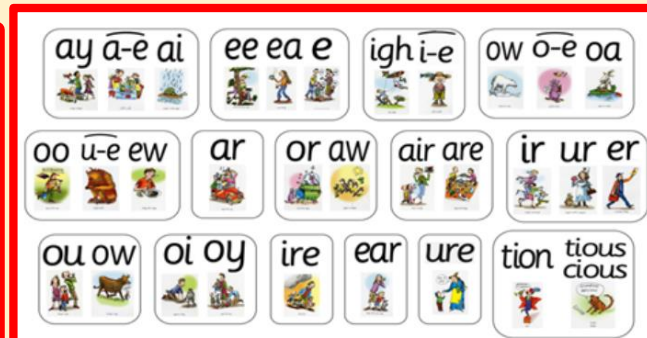 ay a-e ai
ee ea e
igh i-e
ow o-e oa
oo u-e ew
ar
or aw
air are
ir ur er
ou ow
oi oy
ire
ear
ure
tion tious
cious